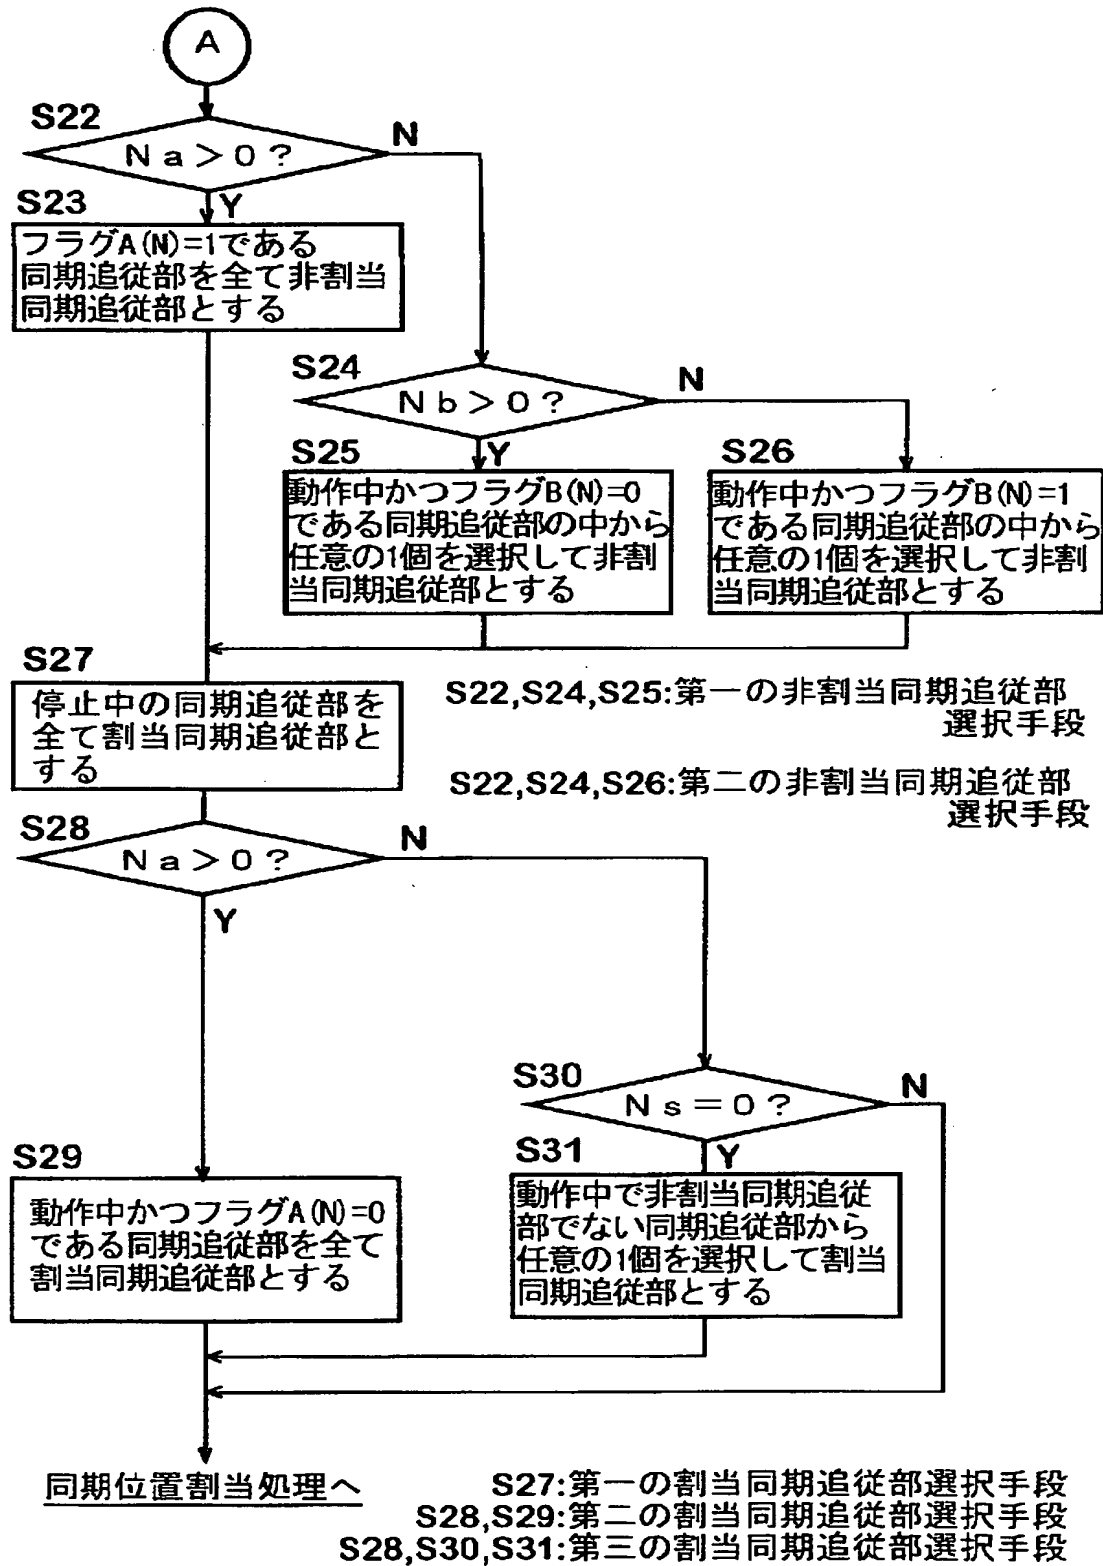 A
S22
Na>0?
N
Y
S23
フラグA(N)=1である
同期追従部を全て非割当
同期追従部とする
S24
Nb>0?
N
Y
S25
動作中かつフラグB(N)=0
である同期追従部の中から
任意の1個を選択して非割
当同期追従部とする
S26
動作中かつフラグB(N)=1
である同期追従部の中から
任意の1個を選択して非割
当同期追従部とする
S27
停止中の同期追従部を
全て割当同期追従部と
する
S22,S24,S25:第一の非割当同期追従部
選択手段
S22,S24,S26:第二の非割当同期追従部
選択手段
S28
Na>0?
N
Y
S30
Ns=0?
N
Y
S29
動作中かつフラグA(N)=0
である同期追従部を全て
割当同期追従部とする
S31
動作中で非割当同期追従
部でない同期追従部から
任意の1個を選択して割当
同期追従部とする
同期位置割当処理へ
S27:第一の割当同期追従部選択手段
S28,S29:第二の割当同期追従部選択手段
S28,S30,S31:第三の割当同期追従部選択手段